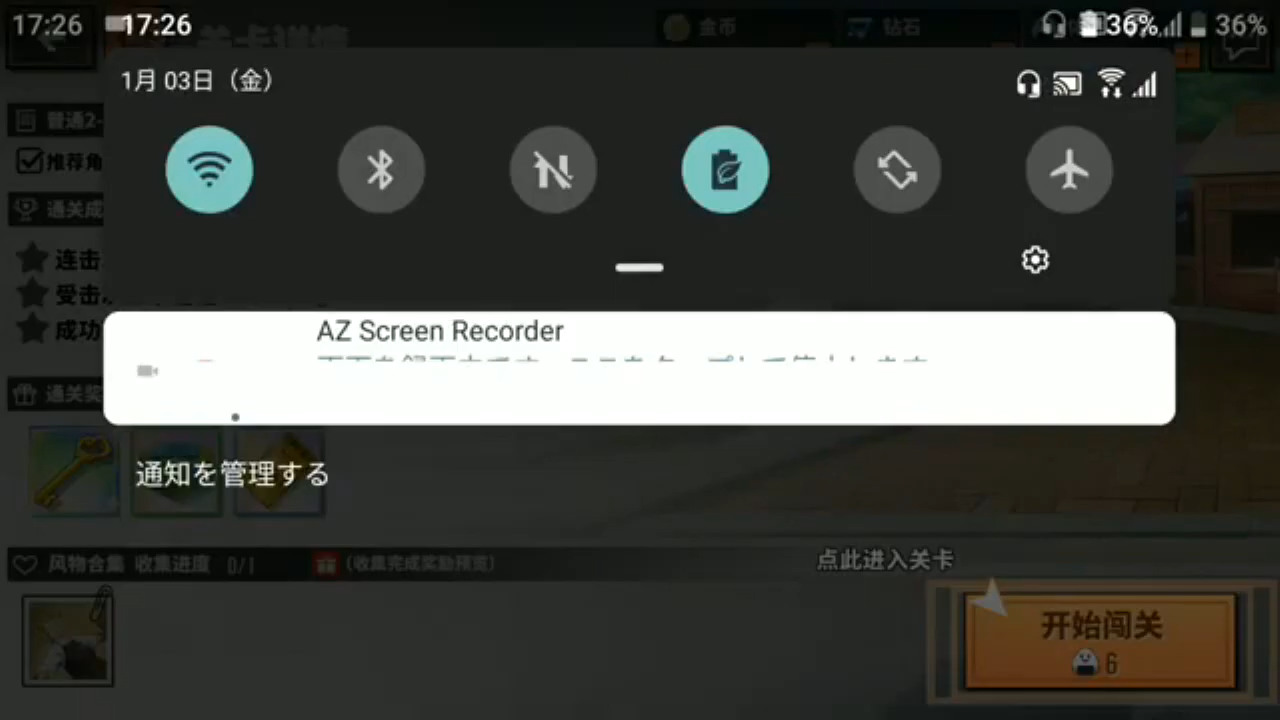 17:26
17:26
36%
36%
金币
钻石
1月 03日（金）
普通2-
推荐角
通关成
连击
受击
成功
AZ Screen Recorder
通关奖
通知を管理する
风物合集 收集进度 0/1
(收集完成奖励预览)
点此进入关卡
开始闯关
6